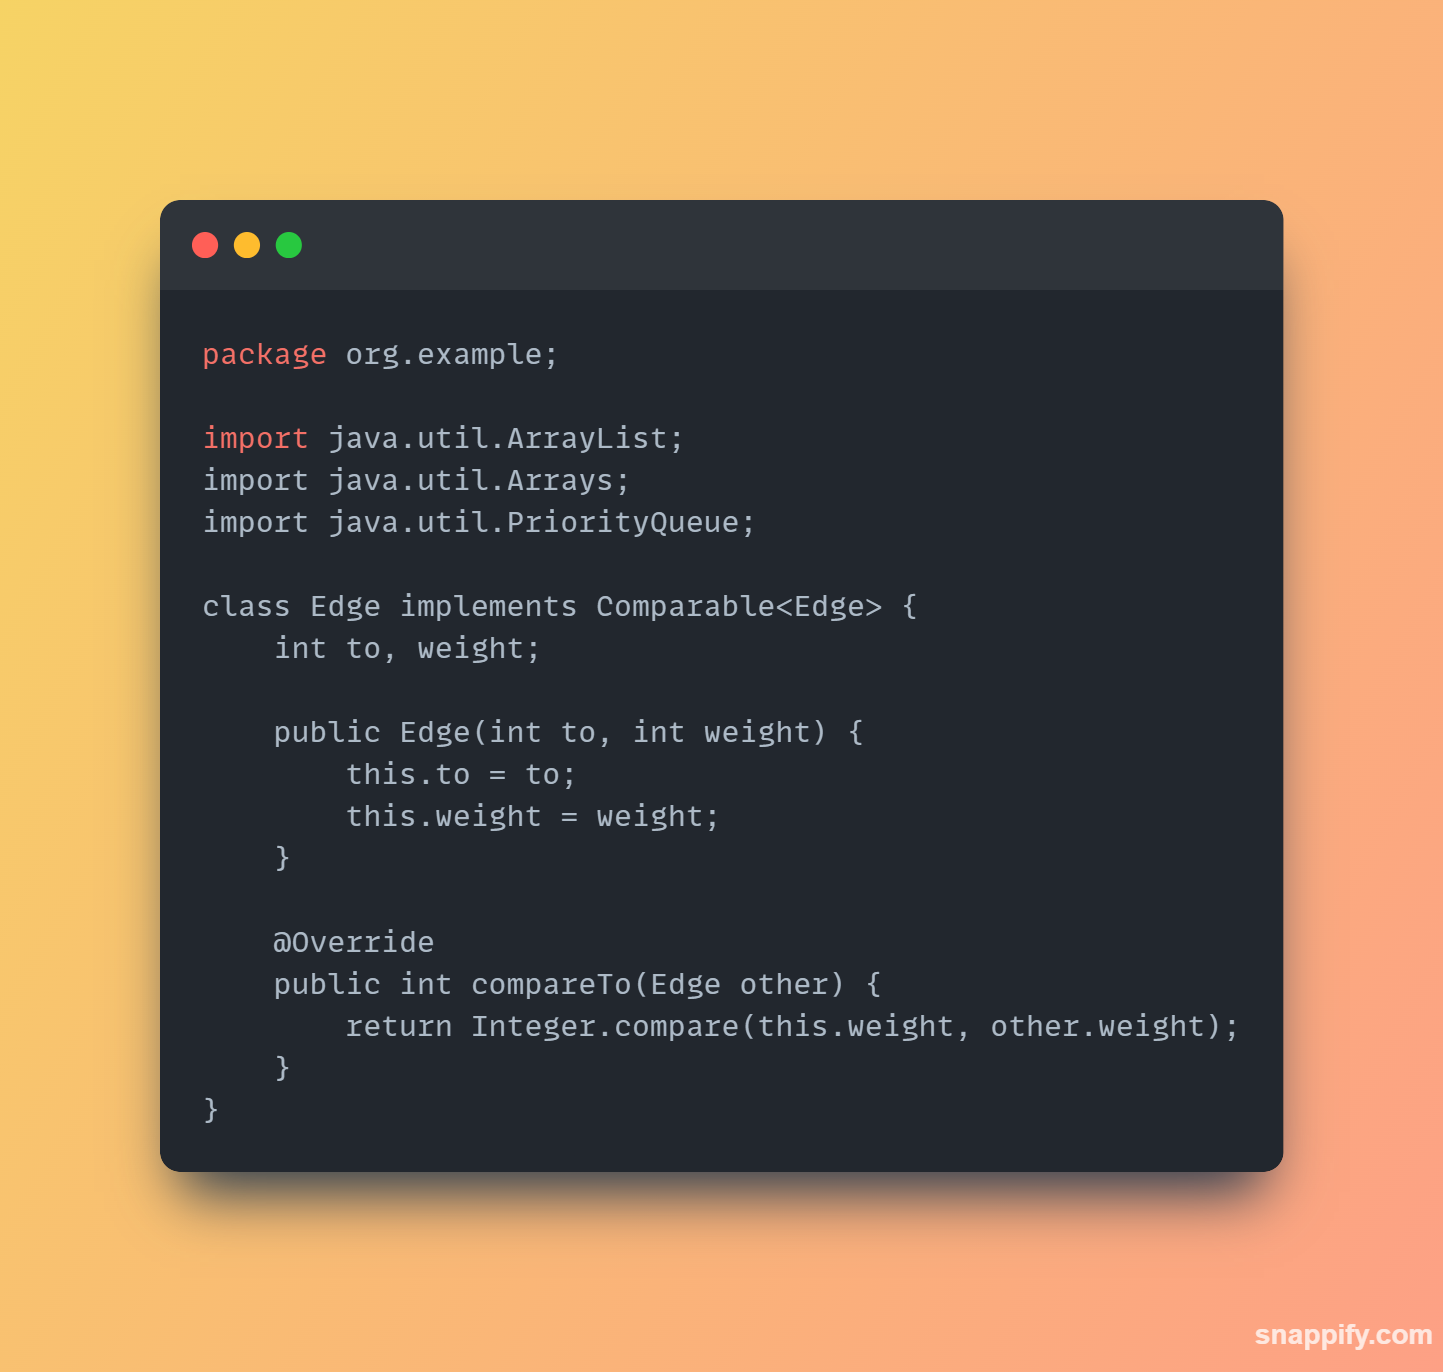 package org.example;

import java.util.ArrayList;
import java.util.Arrays;
import java.util.PriorityQueue;

class Edge implements Comparable<Edge> {
    int to, weight;

    public Edge(int to, int weight) {
        this.to = to;
        this.weight = weight;
    }

    @Override
    public int compareTo(Edge other) {
        return Integer.compare(this.weight, other.weight);
    }
}
snappify.com